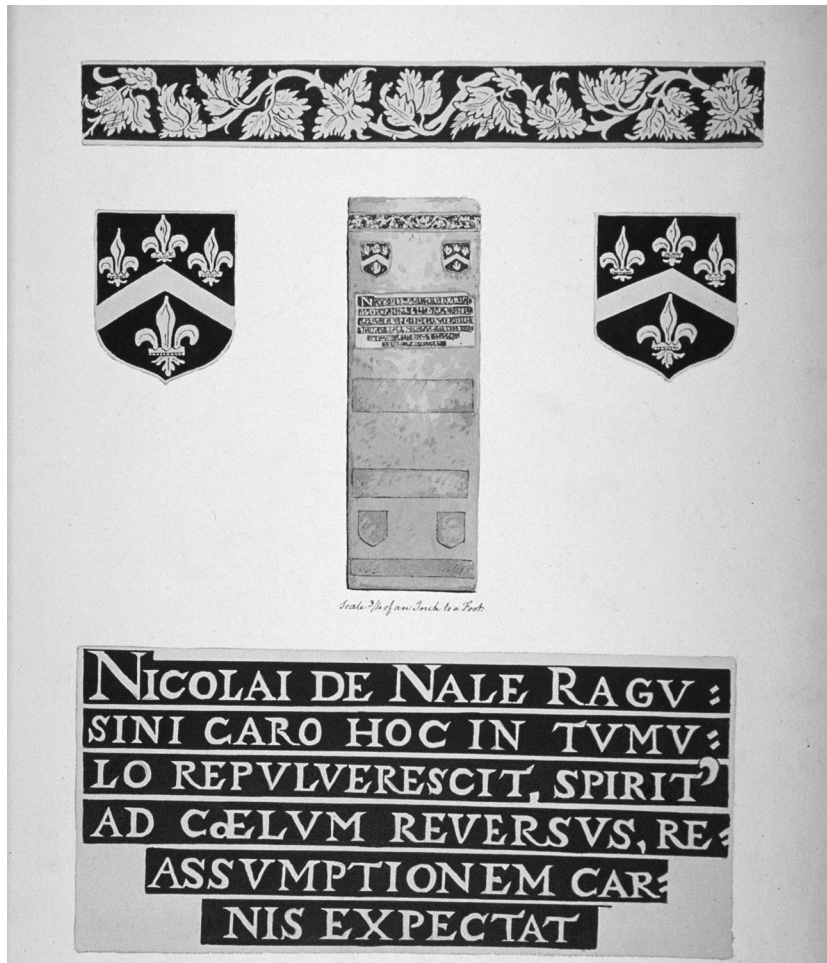 Scale 3/4 of an Inch to a Foot
NICOLAI DE NALE RAGV:
SINI CARO HOC IN TVMV:
LO REPVLVERESCIT, SPIRIT’
AD CŒLVM REVERSVS, RE:
ASSVMPTIONEM CAR:
NIS EXPECTAT